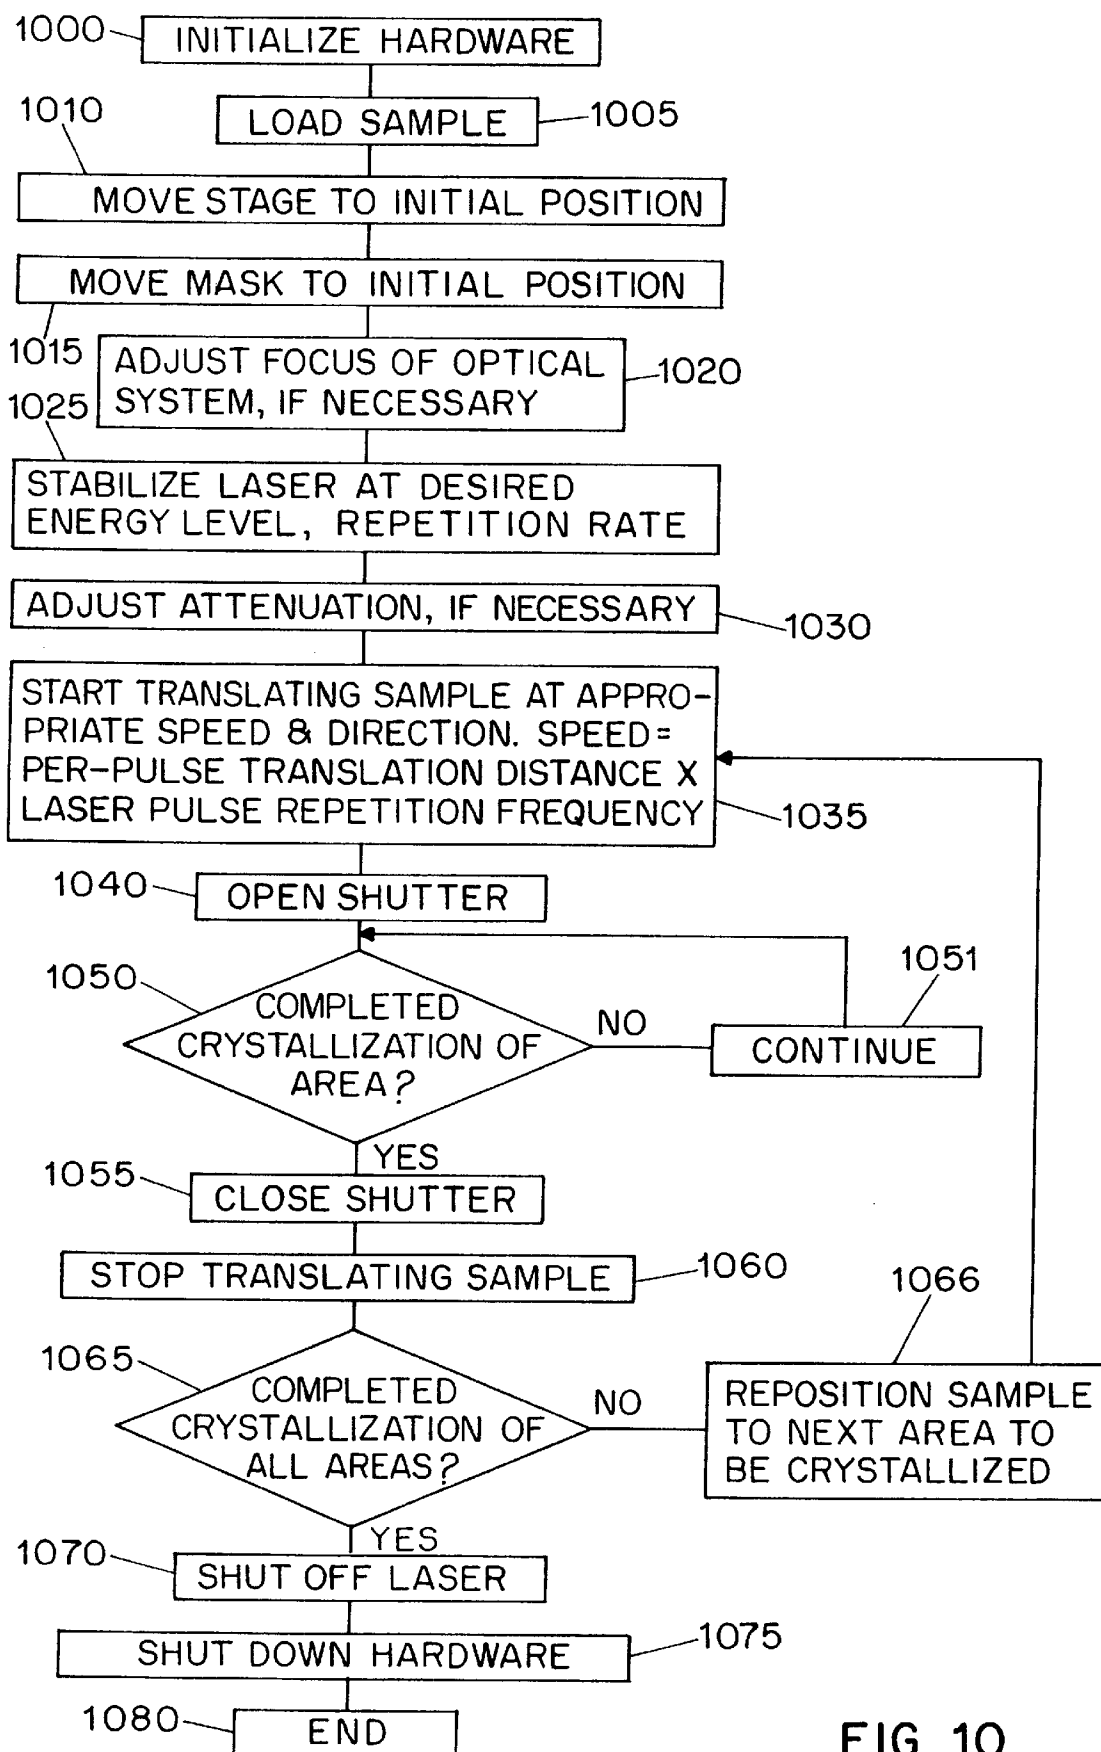 1000
INITIALIZE HARDWARE
LOAD SAMPLE
1005
1010
MOVE STAGE TO INITIAL POSITION
MOVE MASK TO INITIAL POSITION
1015
ADJUST FOCUS OF OPTICAL
SYSTEM, IF NECESSARY
1020
1025
STABILIZE LASER AT DESIRED
ENERGY LEVEL, REPETITION RATE
ADJUST ATTENUATION, IF NECESSARY
1030
START TRANSLATING SAMPLE AT APPRO-
PRIATE SPEED & DIRECTION. SPEED=
PER-PULSE TRANSLATION DISTANCE X
LASER PULSE REPETITION FREQUENCY
1035
1040
OPEN SHUTTER
1050
COMPLETED
CRYSTALLIZATION OF
AREA?
NO
1051
CONTINUE
YES
1055
CLOSE SHUTTER
STOP TRANSLATING SAMPLE
1060
1065
COMPLETED
CRYSTALLIZATION OF
ALL AREAS?
NO
1066
REPOSITION SAMPLE
TO NEXT AREA TO
BE CRYSTALLIZED
YES
1070
SHUT OFF LASER
SHUT DOWN HARDWARE
1075
1080
END
FIG. 10